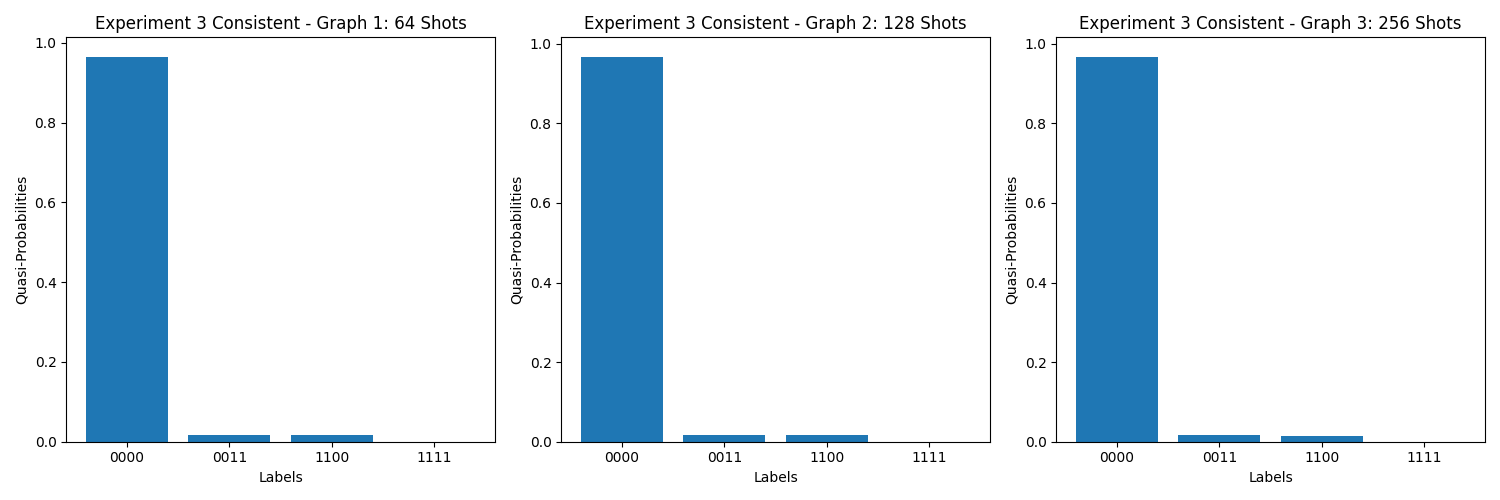 Experiment 3 Consistent - Graph 1: 64 Shots
1.0
0.8
0.6
0.4
0.2
0.0
Quasi-Probabilities
0000 0011 1100 1111
Labels
Experiment 3 Consistent - Graph 2: 128 Shots
1.0
0.8
0.6
0.4
0.2
0.0
Quasi-Probabilities
0000 0011 1100 1111
Labels
Experiment 3 Consistent - Graph 3: 256 Shots
1.0
0.8
0.6
0.4
0.2
0.0
Quasi-Probabilities
0000 0011 1100 1111
Labels